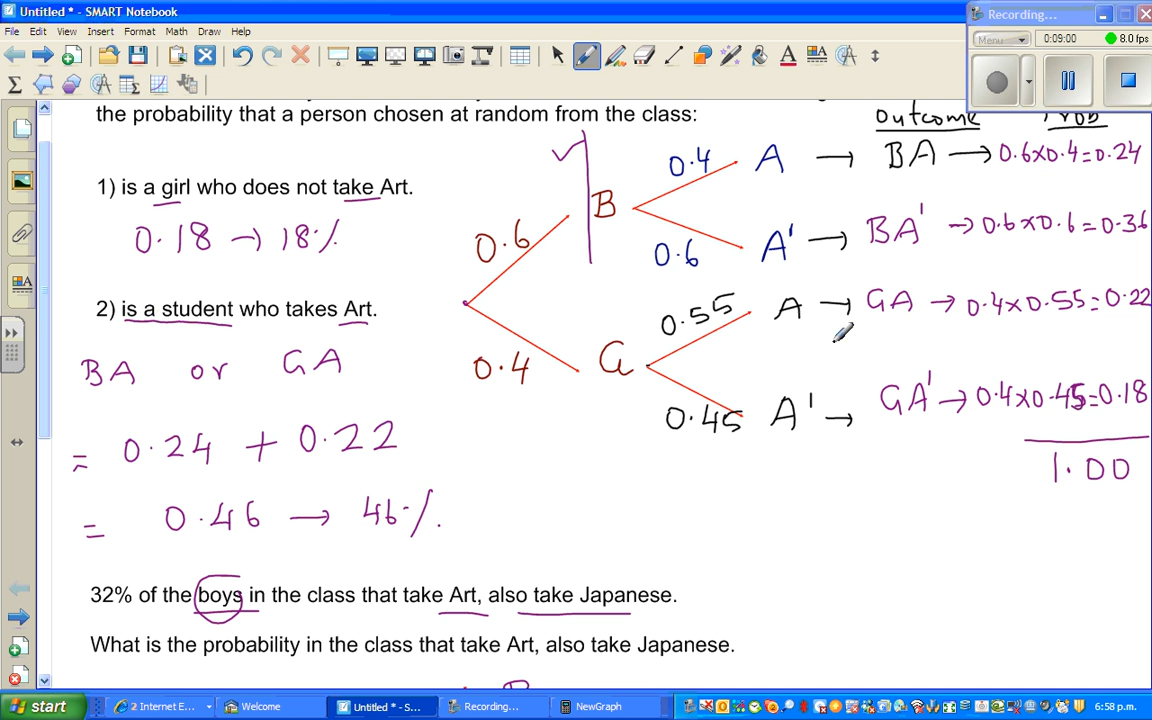 Untitled * - SMART Notebook
Recording...
File Edit View Insert Format Math Draw Help
Menu
0:09:00
8.0 fps
the probability that a person chosen at random from the class:
Outcome Prob
0.4 A → BA → 0.6×0.4=0.24
1) is a girl who does not take Art.
B
0.18 → 18%
0.6
0.6 A' → BA' → 0.6×0.6=0.36
2) is a student who takes Art.
0.55 A → GA → 0.4×0.55=0.22
BA or GA
0.4 G
0.45 A' → GA' → 0.4×0.45=0.18
1.00
= 0.24 + 0.22
= 0.46 → 46%.
32% of the boys in the class that take Art, also take Japanese.
What is the probability in the class that take Art, also take Japanese.
start
2 Internet E...
Welcome
Untitled * - S...
Recording...
NewGraph
6:58 p.m.